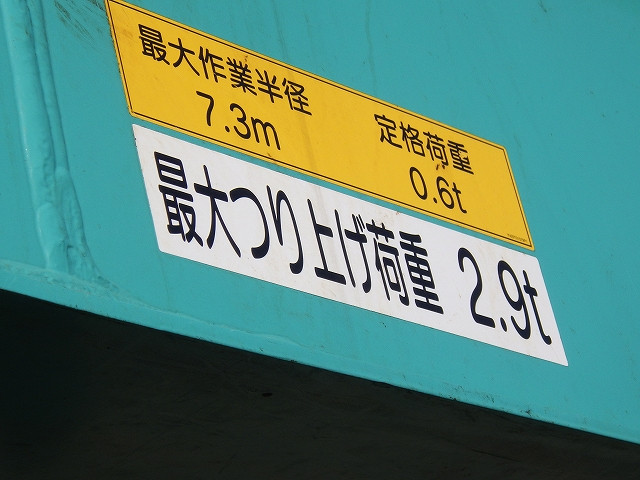 最大作業半径 定格荷重
7.3m 0.6t
最大つり上げ荷重 2.9t